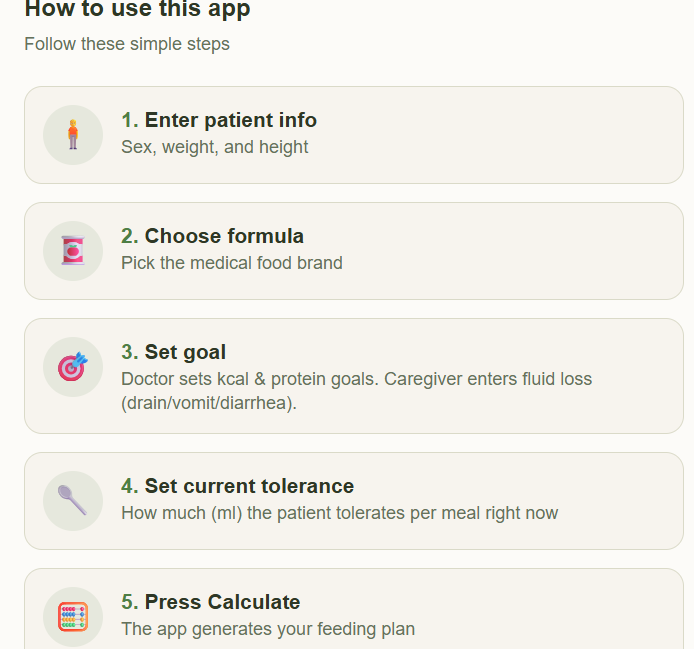 How to use this app
Follow these simple steps
1. Enter patient info
Sex, weight, and height
2. Choose formula
Pick the medical food brand
3. Set goal
Doctor sets kcal & protein goals. Caregiver enters fluid loss
(drain/vomit/diarrhea).
4. Set current tolerance
How much (ml) the patient tolerates per meal right now
5. Press Calculate
The app generates your feeding plan